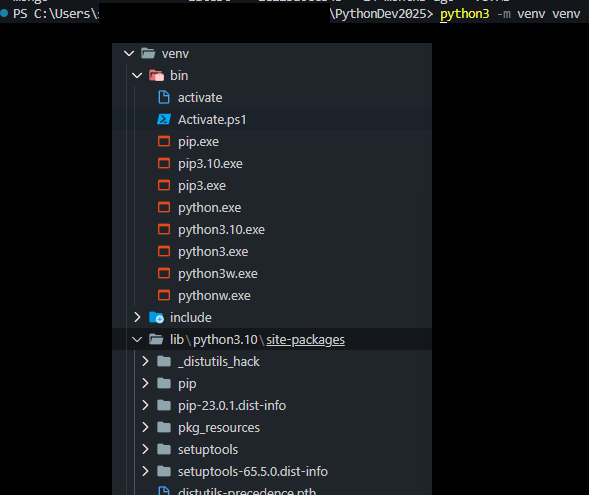 PS C:\Users\s \PythonDev2025> python3 -m venv venv
venv
bin
activate
Activate.ps1
pip.exe
pip3.10.exe
pip3.exe
python.exe
python3.10.exe
python3.exe
python3w.exe
pythonw.exe
include
lib\python3.10\site-packages
_distutils_hack
pip
pip-23.0.1.dist-info
pkg_resources
setuptools
setuptools-65.5.0.dist-info
distutils-precedence.pth